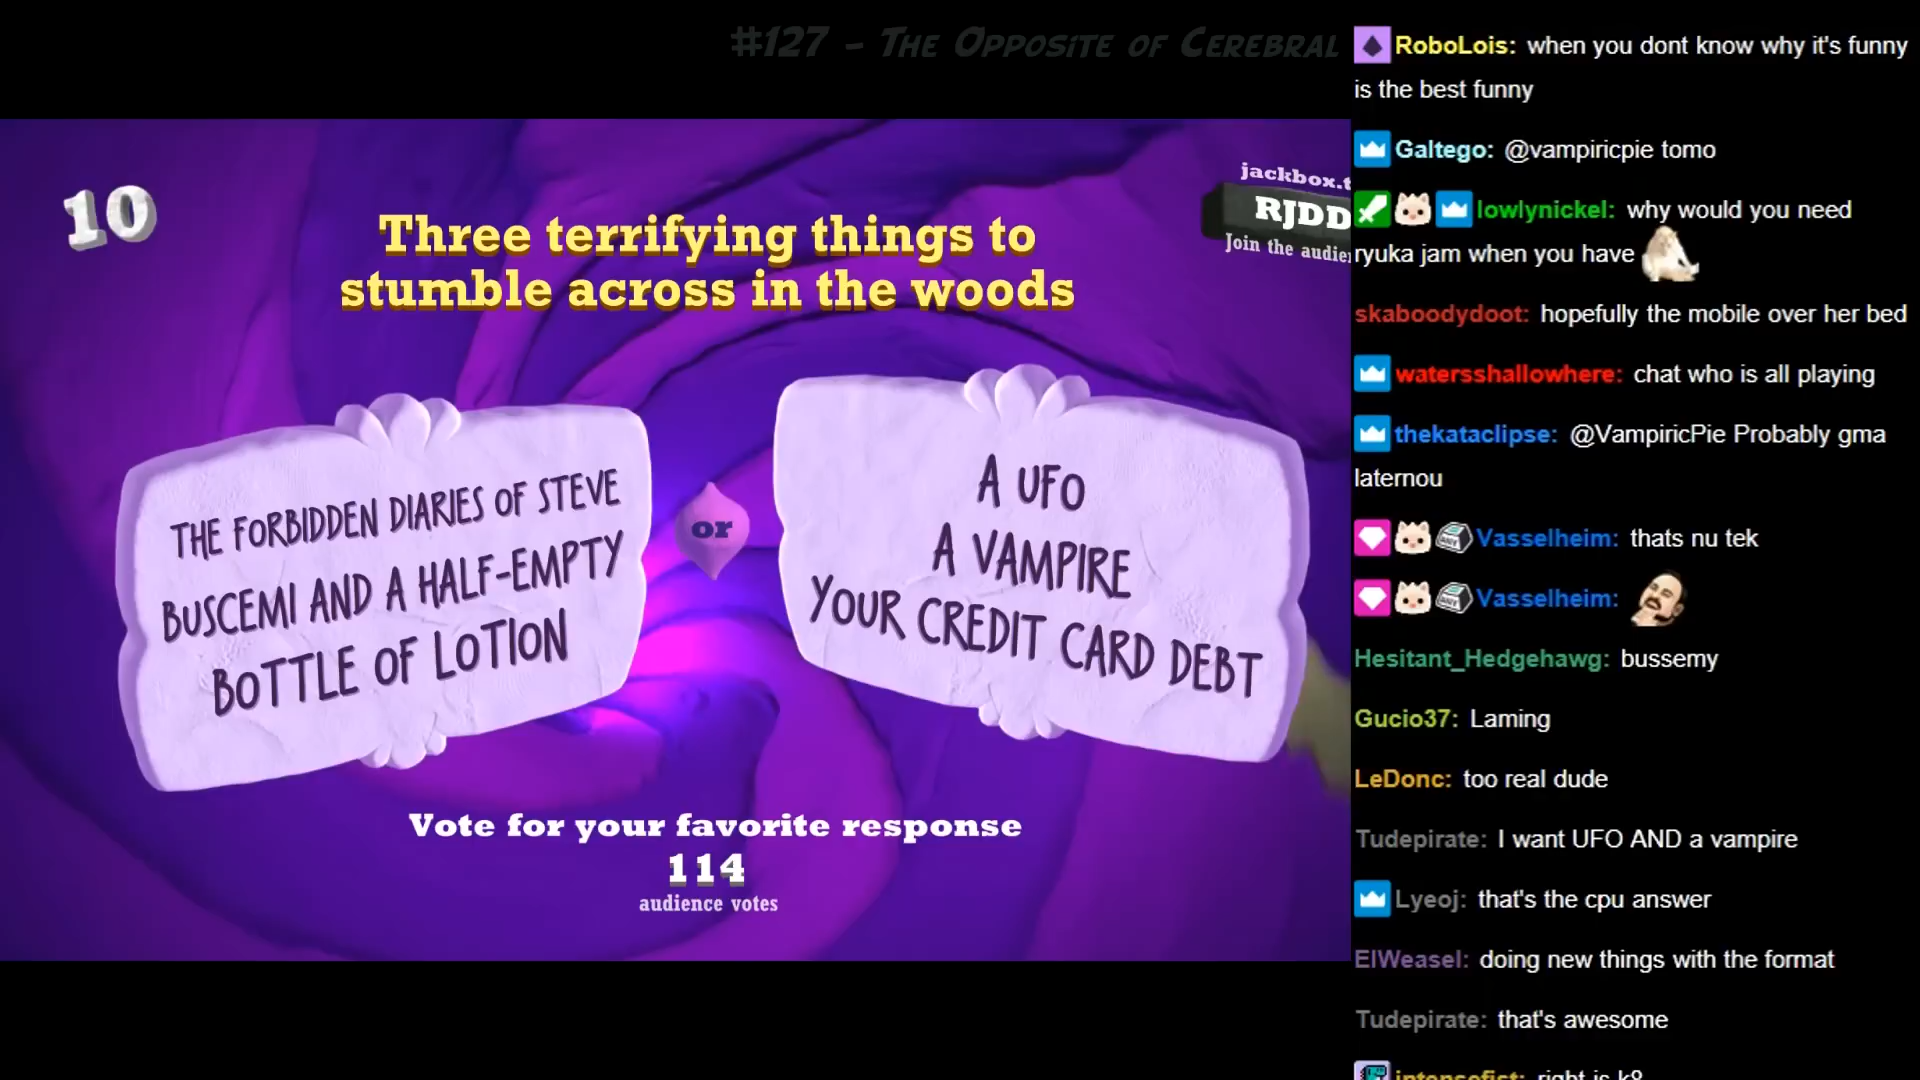 #127 - The Opposite of Cerebral
10
Three terrifying things to
stumble across in the woods
jackbox.t
RJDD
Join the audie
THE FORBIDDEN DIARIES OF STEVE
BUSCEMI AND A HALF-EMPTY
BOTTLE OF LOTION
or
A UFO
A VAMPIRE
YOUR CREDIT CARD DEBT
Vote for your favorite response
114
audience votes
RoboLois: when you dont know why it's funny
is the best funny
Galtego: @vampiricpie tomo
lowlynickel: why would you need
ryuka jam when you have
skaboodydoot: hopefully the mobile over her bed
watersshallowhere: chat who is all playing
thekataclipse: @VampiricPie Probably gma
laternou
Vasselheim: thats nu tek
Vasselheim:
Hesitant_Hedgehawg: bussemy
Gucio37: Laming
LeDonc: too real dude
Tudepirate: I want UFO AND a vampire
Lyeoj: that's the cpu answer
ElWeasel: doing new things with the format
Tudepirate: that's awesome
intensefist: right is k8